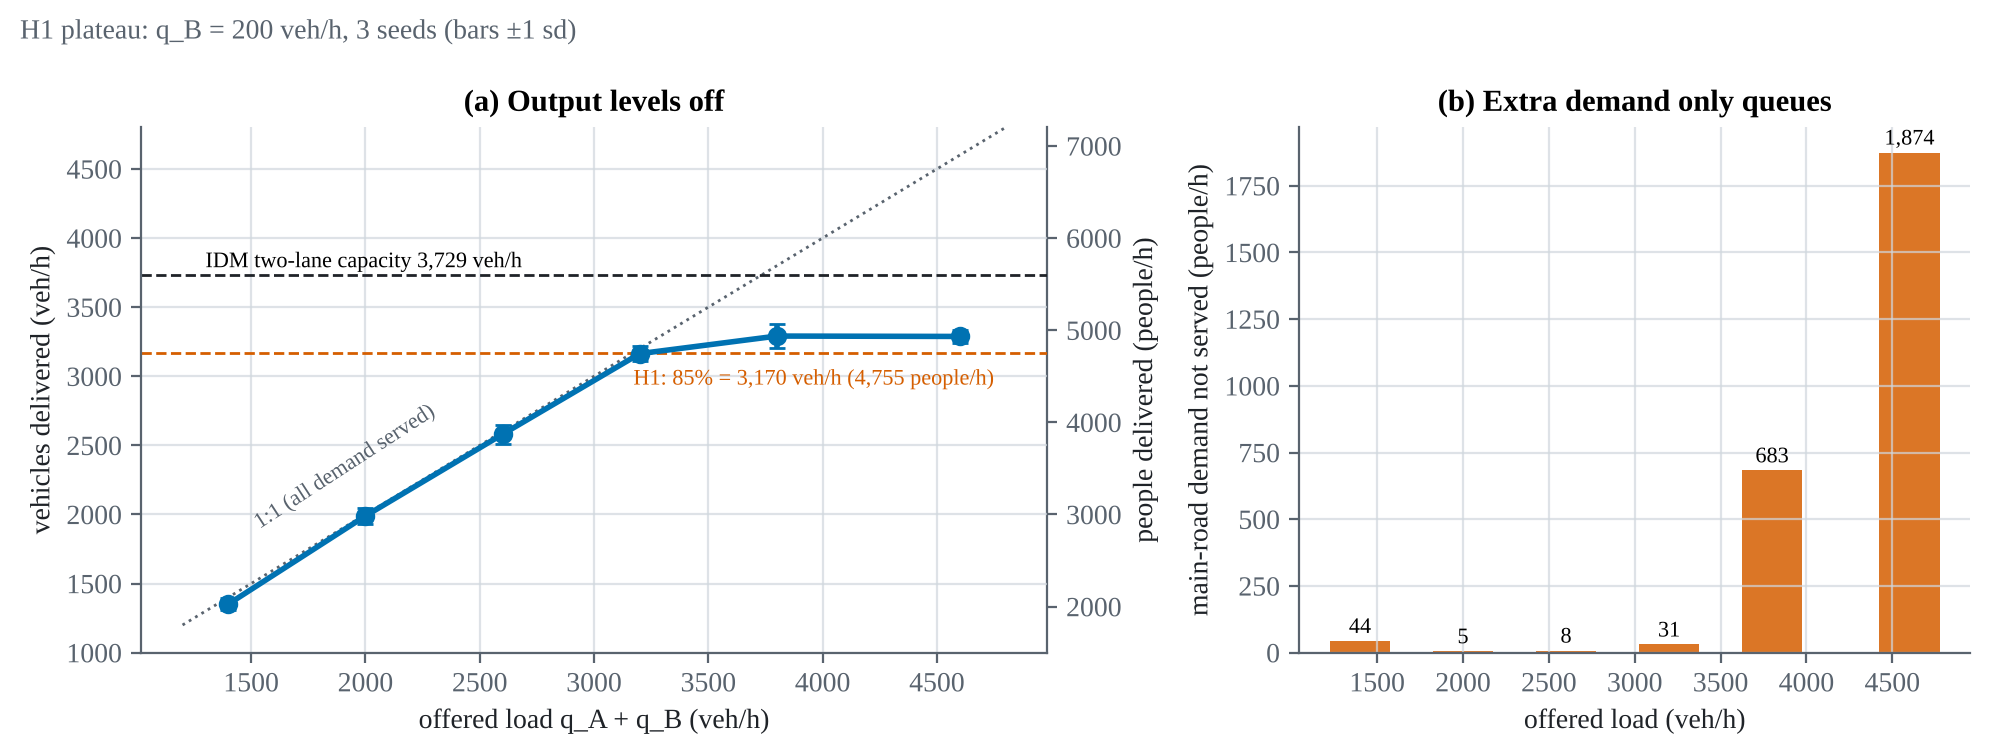 H1 plateau: q_B = 200 veh/h, 3 seeds (bars ±1 sd)
(a) Output levels off
vehicles delivered (veh/h)
4500
4000
3500
3000
2500
2000
1500
1000
IDM two-lane capacity 3,729 veh/h
H1: 85% = 3,170 veh/h (4,755 people/h)
1:1 (all demand served)
7000
6000
5000
4000
3000
2000
people delivered (people/h)
1500 2000 2500 3000 3500 4000 4500
offered load q_A + q_B (veh/h)
(b) Extra demand only queues
main-road demand not served (people/h)
1750
1500
1250
1000
750
500
250
0
44 5 8 31 683 1,874
1500 2000 2500 3000 3500 4000 4500
offered load (veh/h)